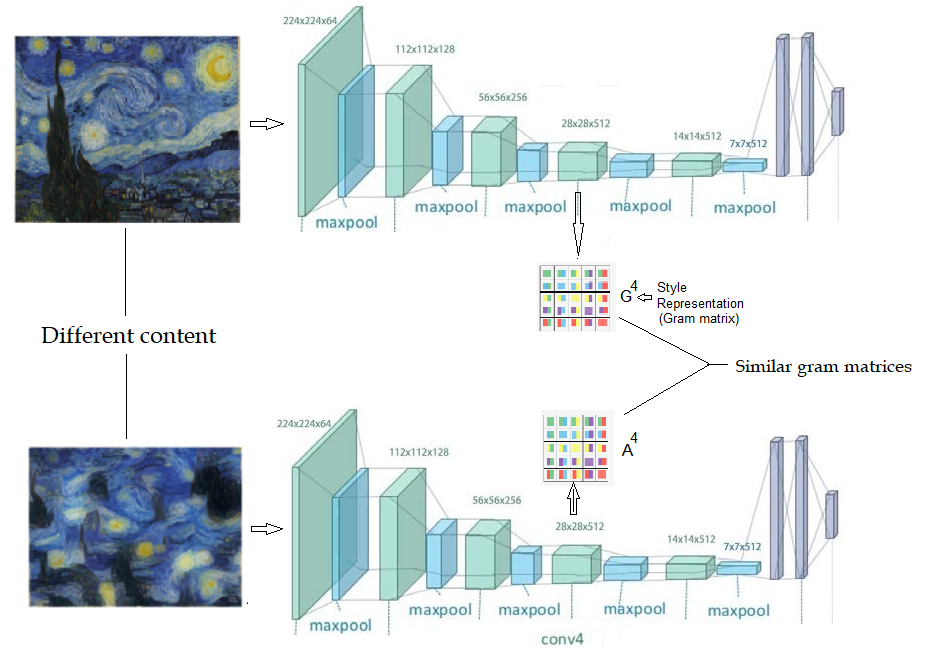 224x224x64
112x112x128
56x56x256
28x28x512
14x14x512
7x7x512
maxpool
maxpool
maxpool
maxpool
maxpool
G4
Style
Representation
(Gram matrix)
Different content
Similar gram matrices
A4
224x224x64
112x112x128
56x56x256
28x28x512
14x14x512
7x7x512
maxpool
maxpool
maxpool
maxpool
maxpool
conv4